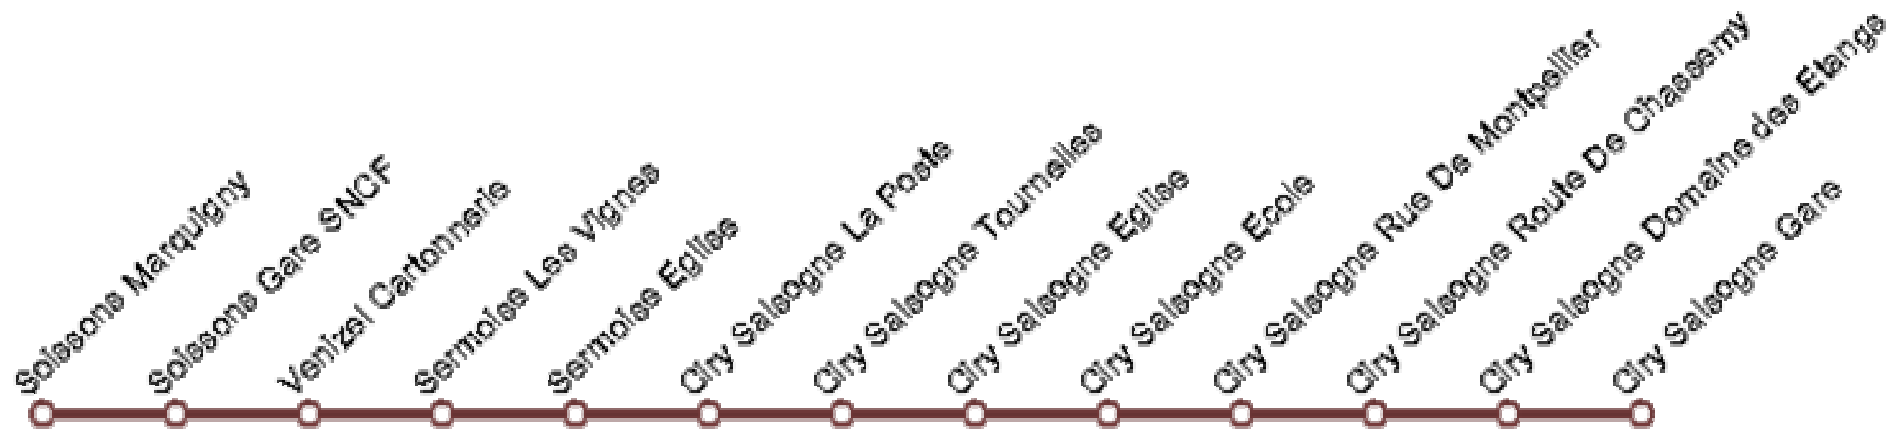 Soissons Marquigny
Soissons Gare SNCF
Venizel Cartonnerie
Sermoise Les Vignes
Sermoise Eglise
Ciry Salsogne La Poste
Ciry Salsogne Tournelles
Ciry Salsogne Eglise
Ciry Salsogne Ecole
Ciry Salsogne Rue De Montpellier
Ciry Salsogne Route De Chassemy
Ciry Salsogne Domaine des Etangs
Ciry Salsogne Gare